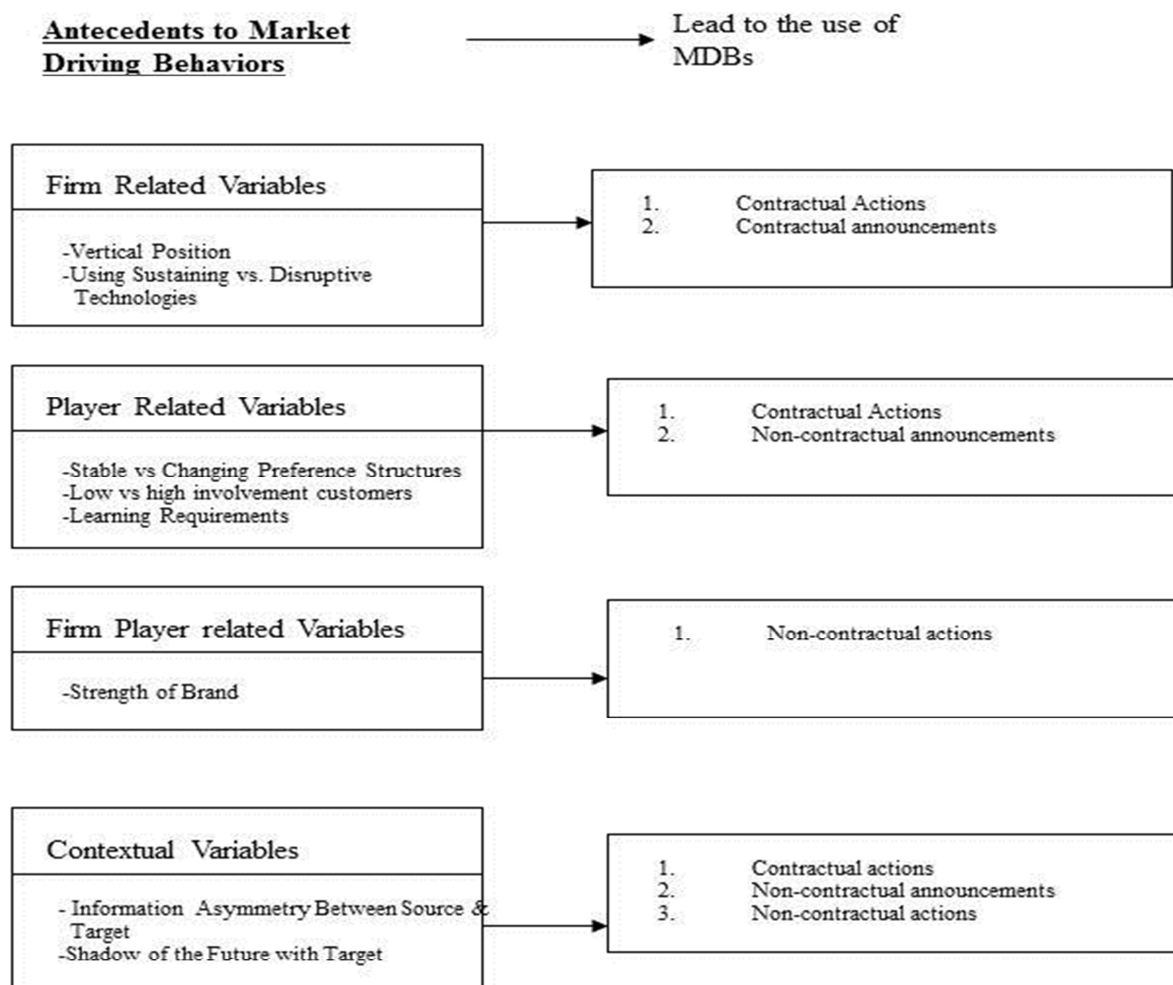 Antecedents to Market
Driving Behaviors
Lead to the use of
MDBs
Firm Related Variables
-Vertical Position
-Using Sustaining vs. Disruptive
Technologies
1. Contractual Actions
2. Contractual announcements
Player Related Variables
-Stable vs Changing Preference Structures
-Low vs high involvement customers
-Learning Requirements
1. Contractual Actions
2. Non-contractual announcements
Firm Player related Variables
-Strength of Brand
1. Non-contractual actions
Contextual Variables
- Information Asymmetry Between Source &
Target
-Shadow of the Future with Target
1. Contractual actions
2. Non-contractual announcements
3. Non-contractual actions